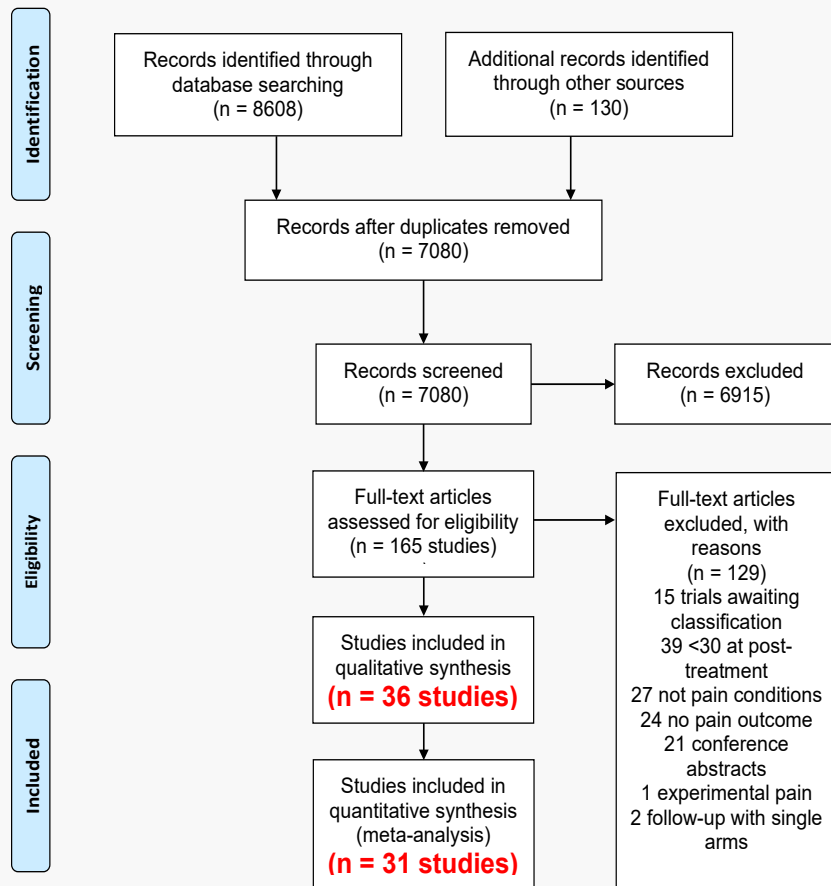 Identification
Records identified through
database searching
(n = 8608)
Additional records identified
through other sources
(n = 130)
Records after duplicates removed
(n = 7080)
Screening
Records screened
(n = 7080)
Records excluded
(n = 6915)
Eligibility
Full-text articles
assessed for eligibility
(n = 165 studies)
.
Full-text articles
excluded, with
reasons
(n = 129)
15 trials awaiting
classification
39 <30 at post-
treatment
27 not pain conditions
24 no pain outcome
21 conference
abstracts
1 experimental pain
2 follow-up with single
arms
Studies included in
qualitative synthesis
(n = 36 studies)
Included
Studies included in
quantitative synthesis
(meta-analysis)
(n = 31 studies)